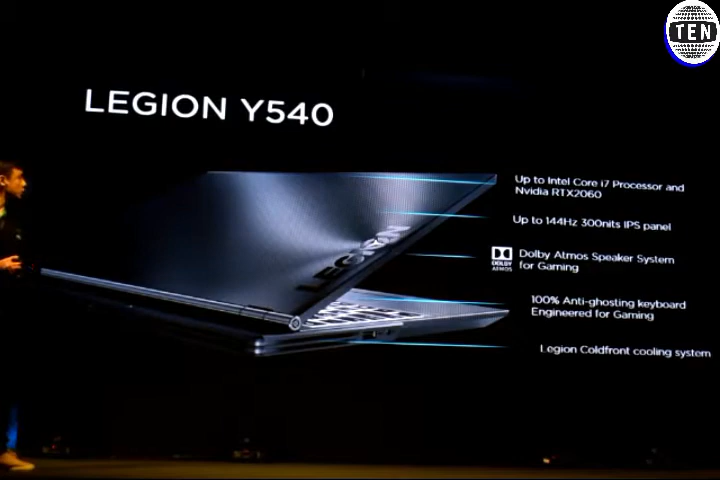 TEN
LEGION Y540
Up to Intel Core i7 Processor and
Nvidia RTX2060
Up to 144Hz 300nits IPS panel
DOLBY
ATMOS
Dolby Atmos Speaker System
for Gaming
LEGION
100% Anti-ghosting keyboard
Engineered for Gaming
Legion Coldfront cooling system